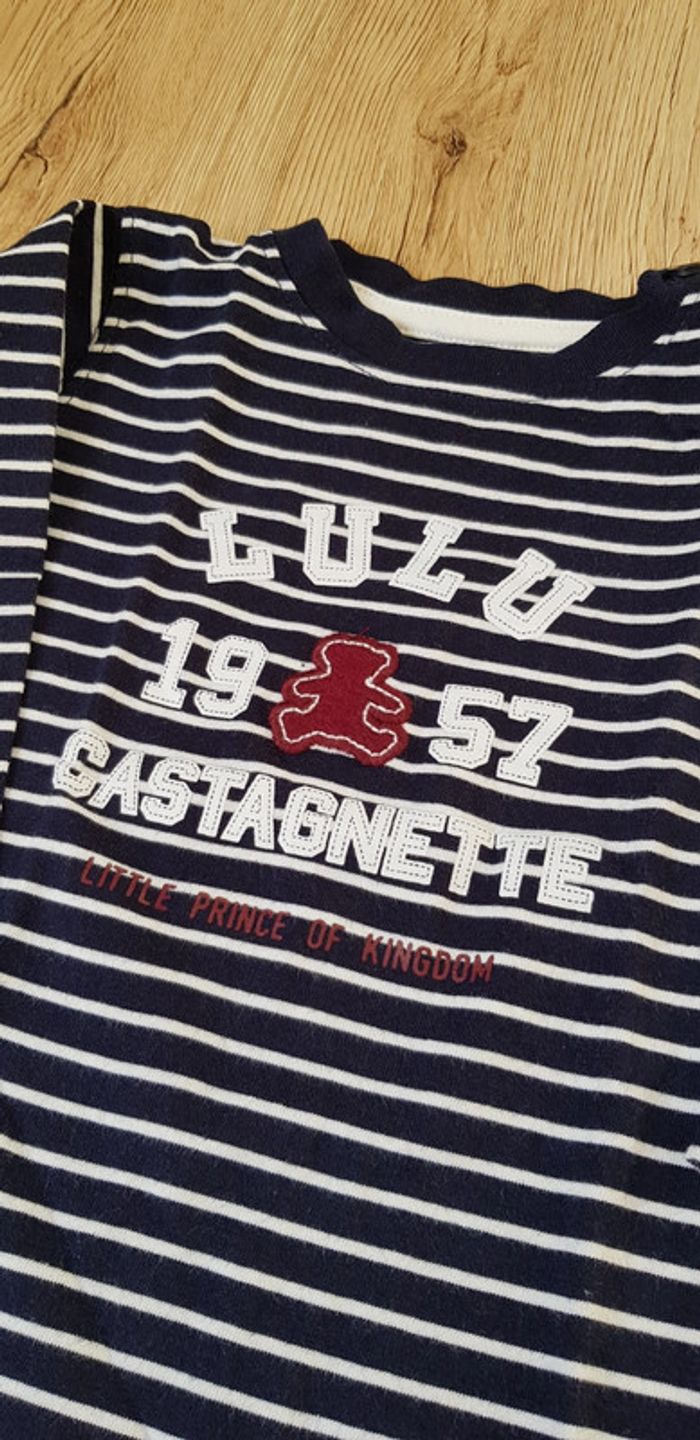 LULU
19 57
CASTAGNETTE
LITTLE PRINCE OF KINGDOM